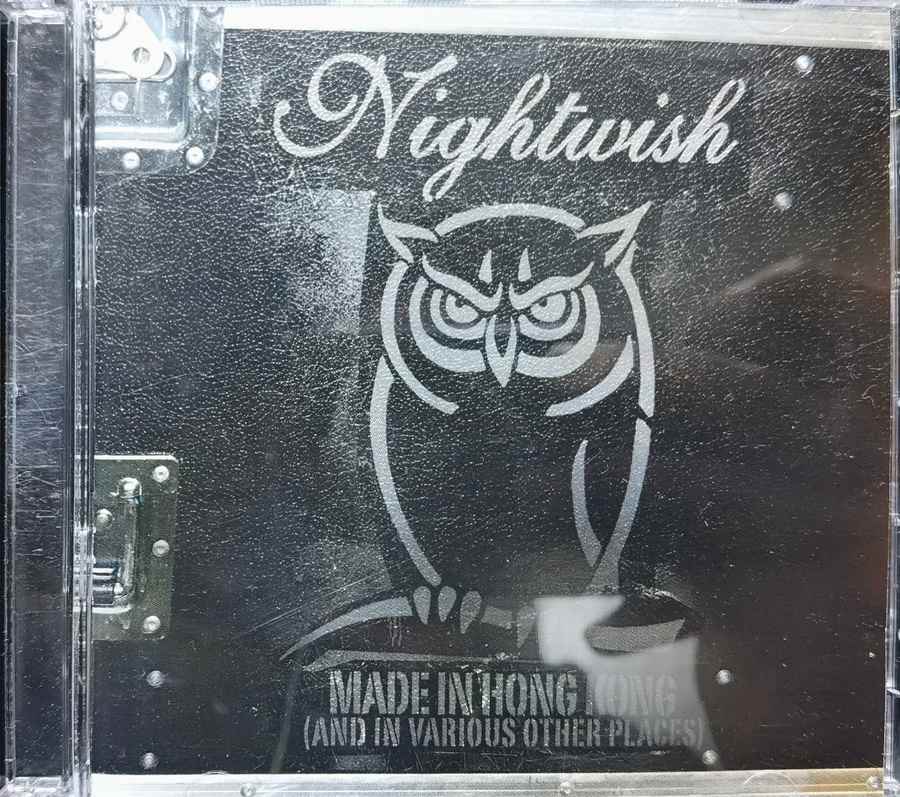 Nightwish
MADE IN HONG KONG
(AND IN VARIOUS OTHER PLACES)